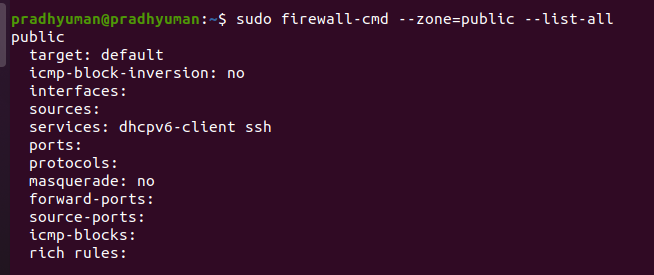 pradhyuman@pradhyuman:~$ sudo firewall-cmd --zone=public --list-all
public
  target: default
  icmp-block-inversion: no
  interfaces:
  sources:
  services: dhcpv6-client ssh
  ports:
  protocols:
  masquerade: no
  forward-ports:
  source-ports:
  icmp-blocks:
  rich rules: